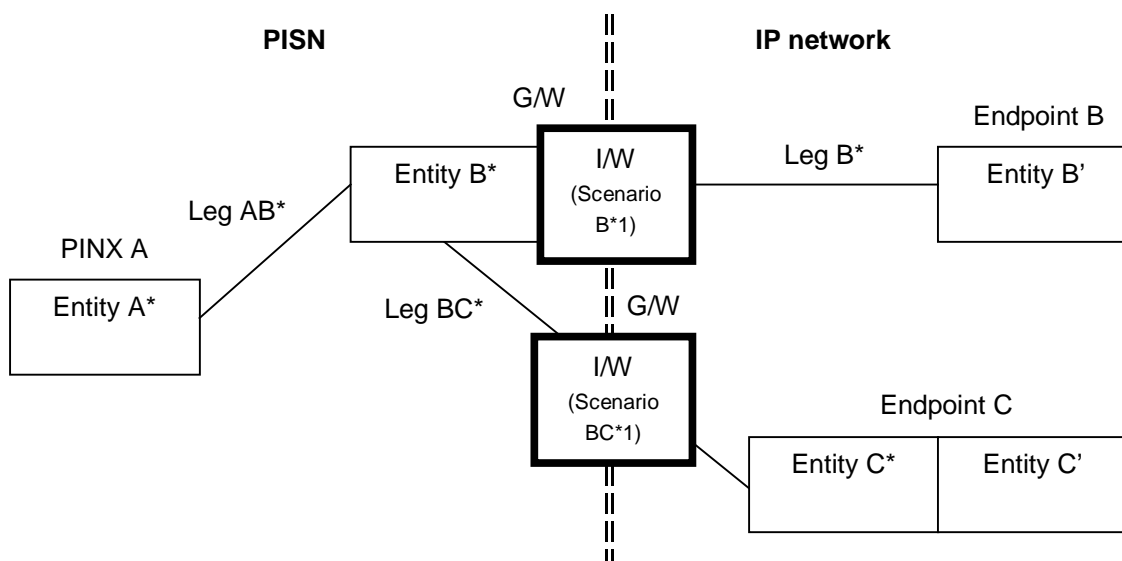 PISN
IP network
G/W
Endpoint B
I/W
(Scenario
B*1)
Entity B*
Leg B*
Entity B’
Leg AB*
PINX A
Entity A*
Leg BC*
G/W
I/W
(Scenario
BC*1)
Endpoint C
Entity C*
Entity C’